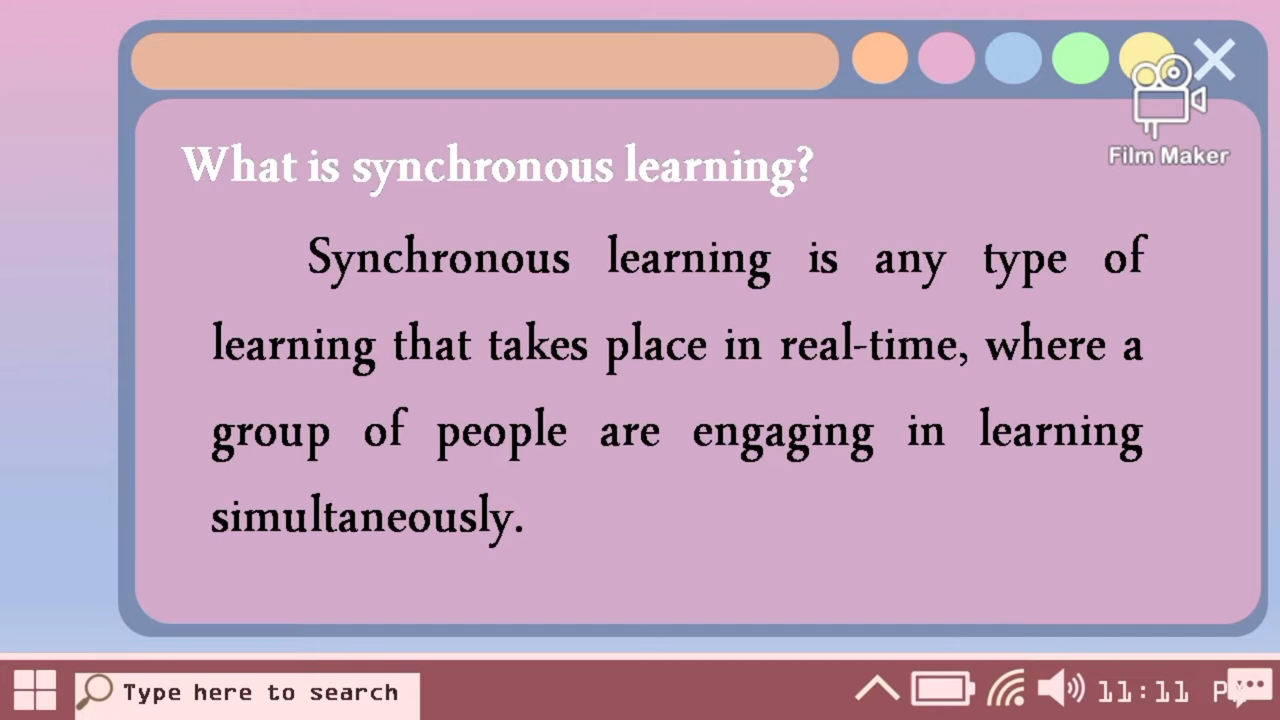 What is synchronous learning?
Film Maker
Synchronous learning is any type of
learning that takes place in real-time, where a
group of people are engaging in learning
simultaneously.
Type here to search
11:11 PM